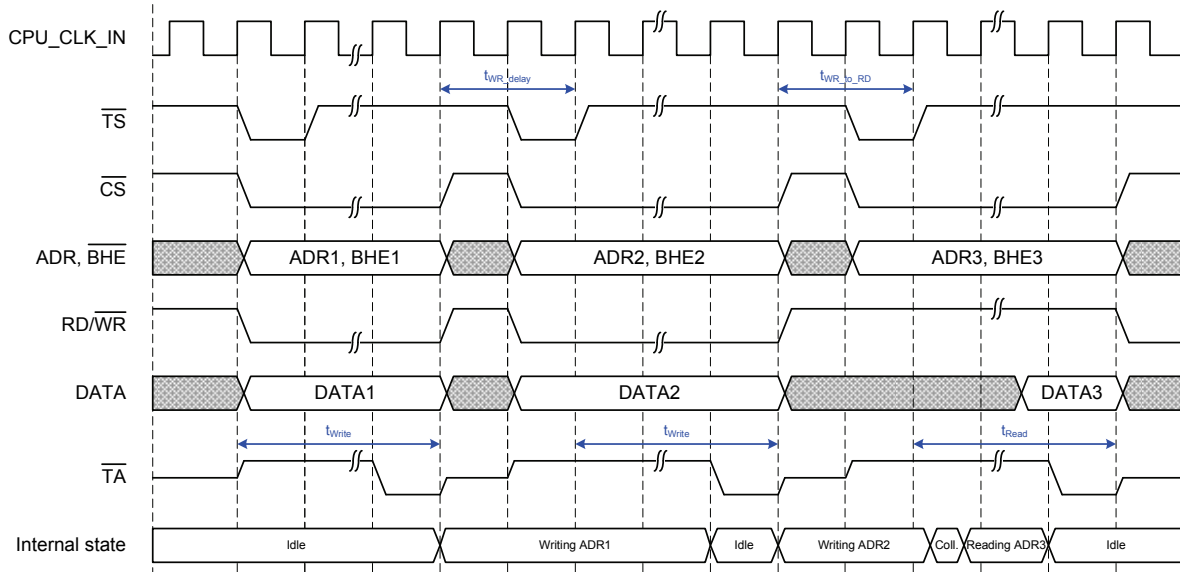 CPU_CLK_IN
tWR_delay tWR_to_RD
TS
CS
ADR, BHE ADR1, BHE1 ADR2, BHE2 ADR3, BHE3
RD/WR
DATA DATA1 DATA2 DATA3
tWrite tWrite tRead
TA
Internal state Idle Writing ADR1 Idle Writing ADR2 Coll. Reading ADR3 Idle